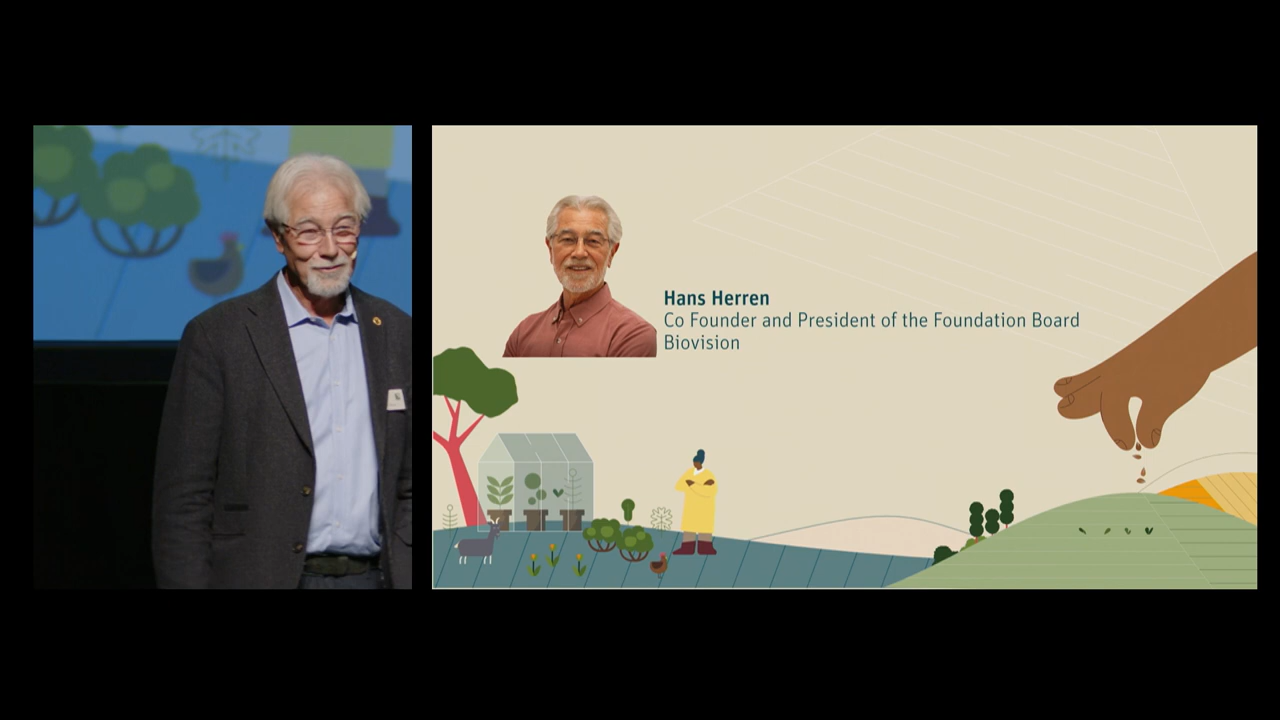 Hans Herren
Co Founder and President of the Foundation Board
Biovision